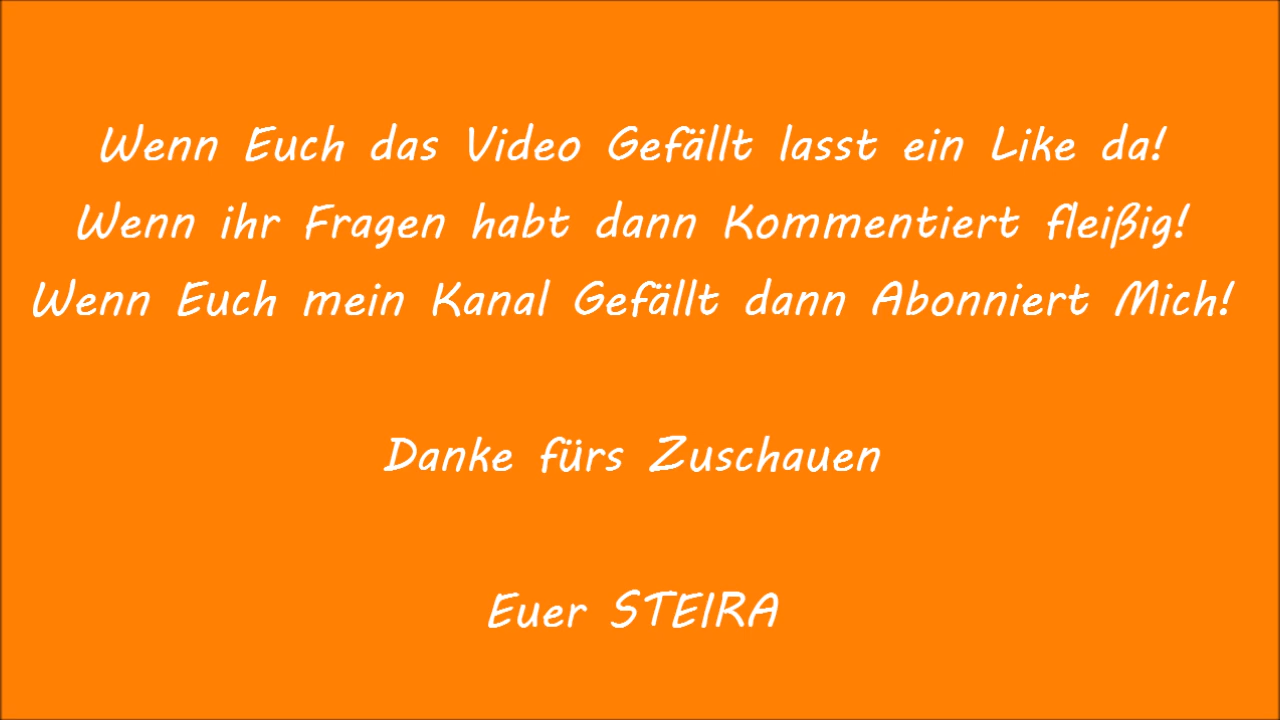 Wenn Euch das Video Gefällt lasst ein Like da!
Wenn ihr Fragen habt dann Kommentiert fleißig!
Wenn Euch mein Kanal Gefällt dann Abonniert Mich!
Danke fürs Zuschauen
Euer STEIRA